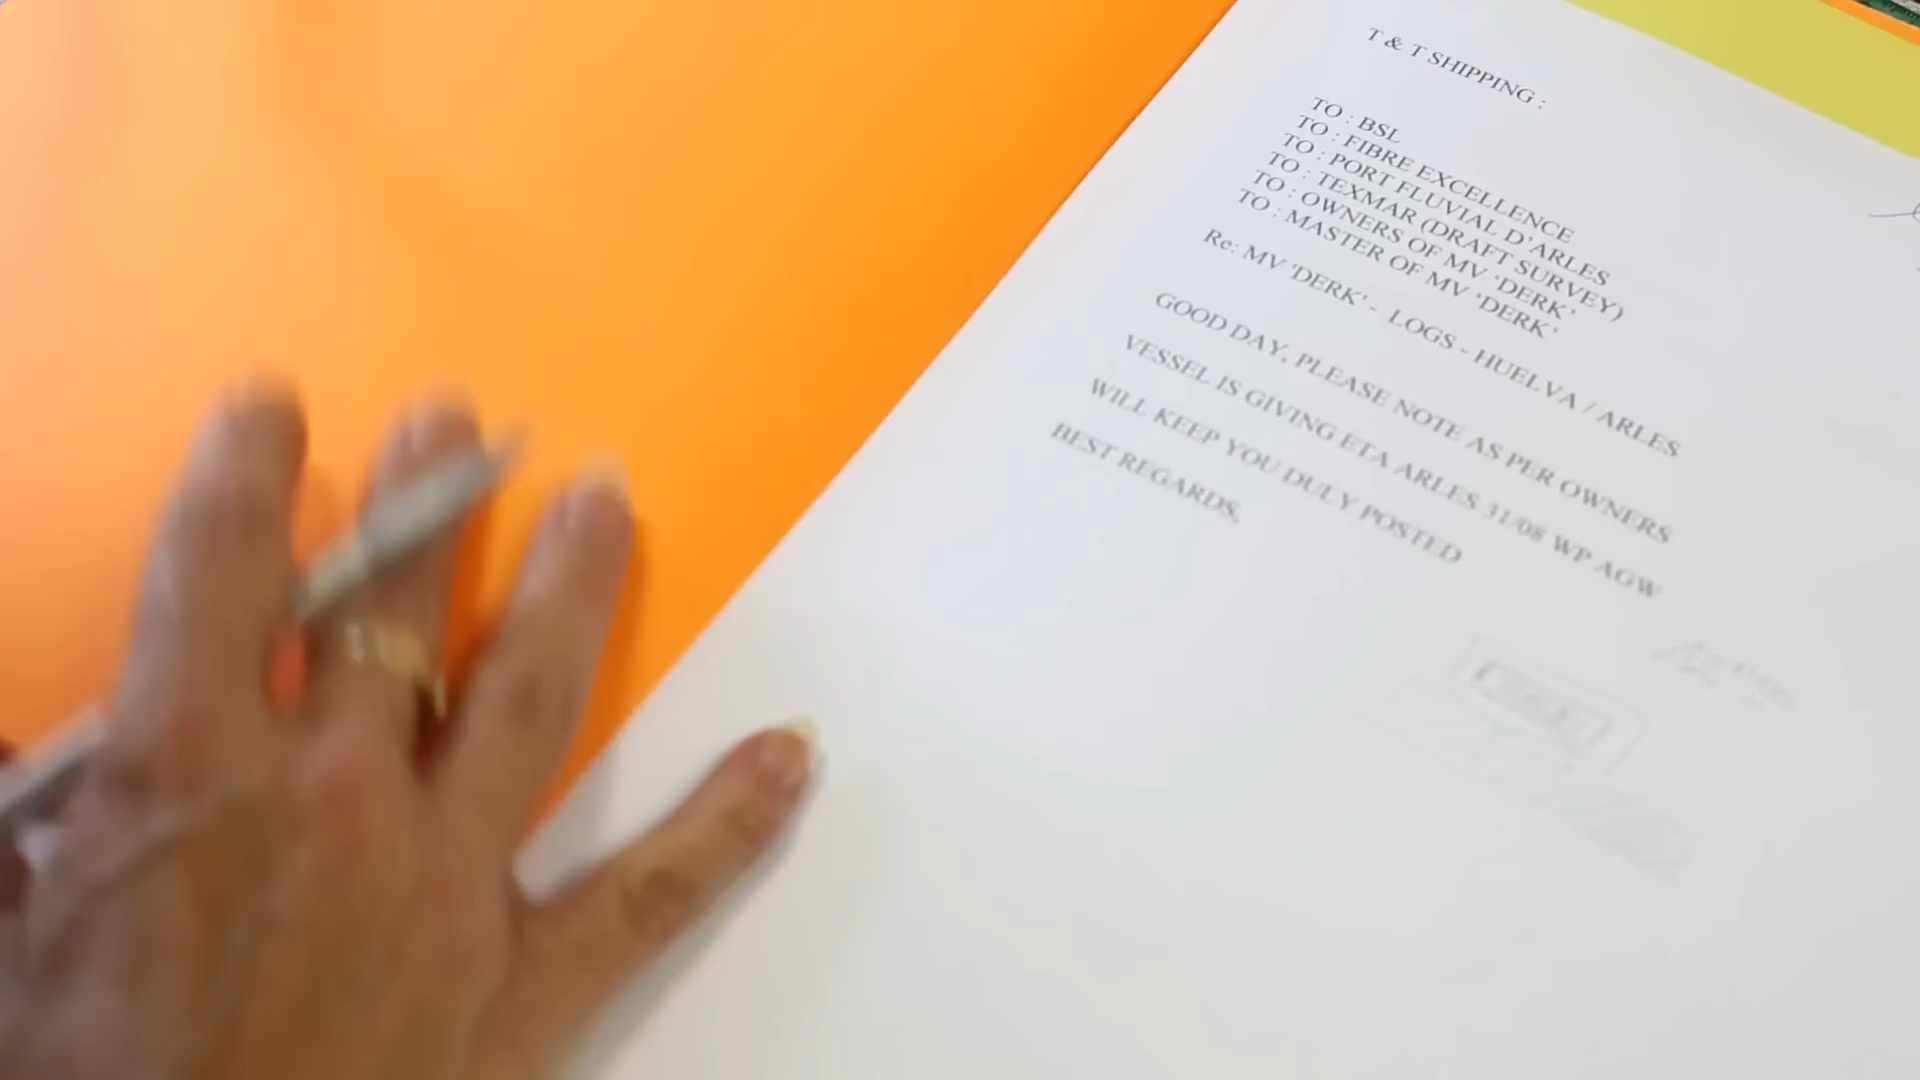 T & T SHIPPING :
TO : BSL
TO : FIBRE EXCELLENCE
TO : PORT FLUVIAL D'ARLES
TO : TEXMAR (DRAFT SURVEY)
TO : OWNERS OF MV 'DERK'
TO : MASTER OF MV 'DERK'
Re: MV 'DERK' - LOGS - HUELVA / ARLES
GOOD DAY, PLEASE NOTE AS PER OWNERS
VESSEL IS GIVING ETA ARLES 31/08 WP AGW
WILL KEEP YOU DULY POSTED
BEST REGARDS,